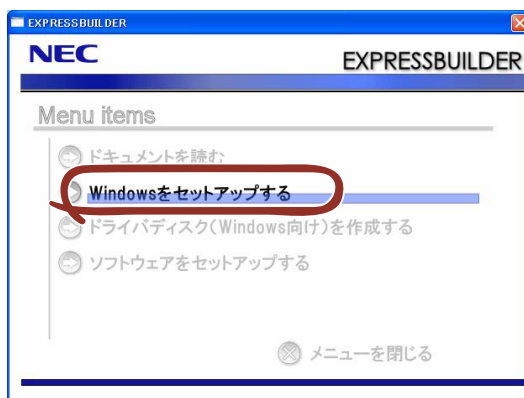 EXPRESSBUILDER
NEC
EXPRESSBUILDER
Menu items
ドキュメントを読む
Windowsをセットアップする
ドライバディスク(Windows向け)を作成する
ソフトウェアをセットアップする
メニューを閉じる